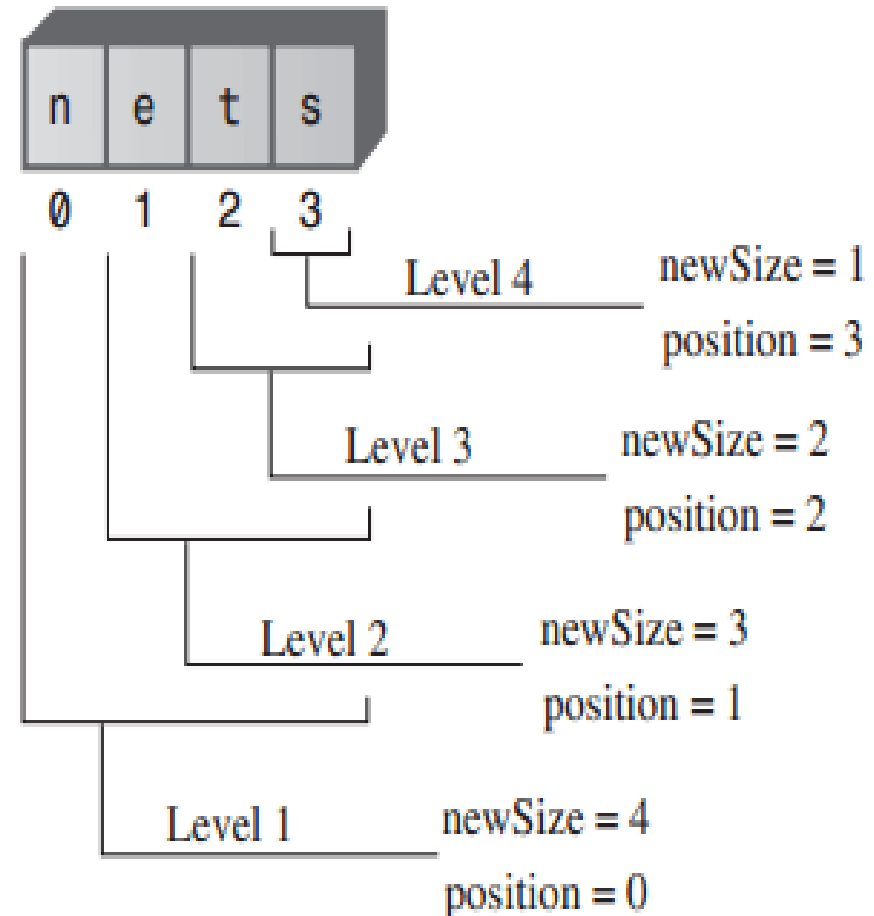 n e t s
0 1 2 3
Level 4 newSize = 1
position = 3
Level 3 newSize = 2
position = 2
Level 2 newSize = 3
position = 1
Level 1 newSize = 4
position = 0